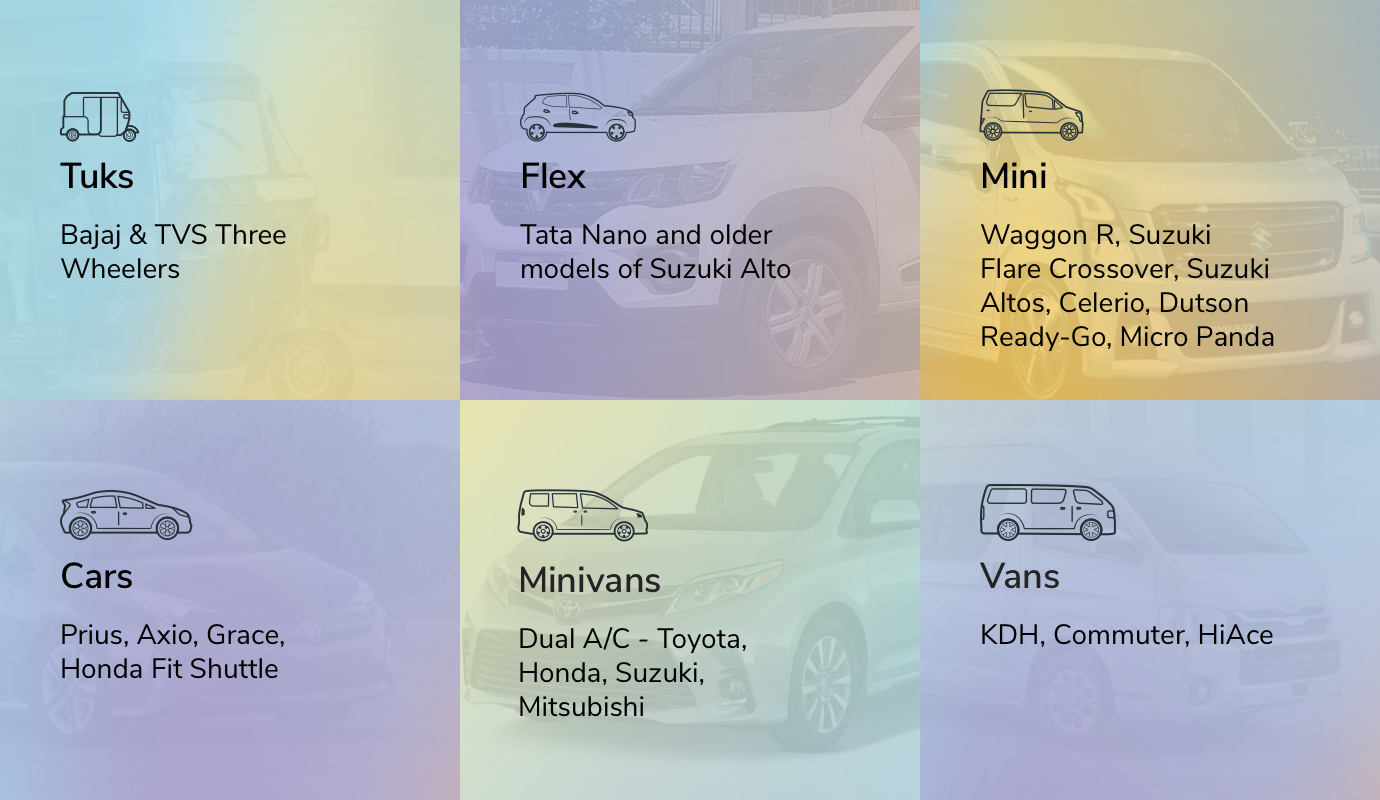 Tuks
Bajaj & TVS Three
Wheelers
Flex
Tata Nano and older
models of Suzuki Alto
Mini
Waggon R, Suzuki
Flare Crossover, Suzuki
Altos, Celerio, Dutson
Ready-Go, Micro Panda
Cars
Prius, Axio, Grace,
Honda Fit Shuttle
Minivans
Dual A/C - Toyota,
Honda, Suzuki,
Mitsubishi
Vans
KDH, Commuter, HiAce